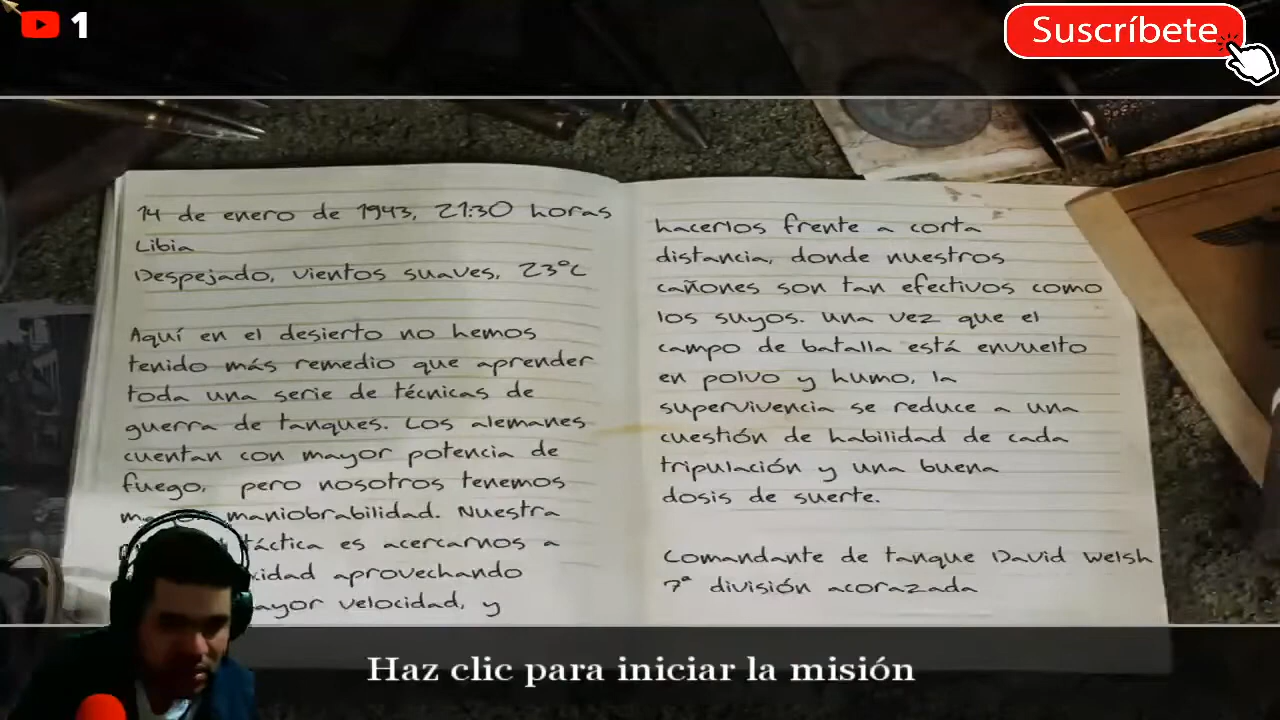 1
Suscríbete
14 de enero de 1943, 21:30 horas
Libia
Despejado, vientos suaves, 23°C
Aquí en el desierto no hemos
tenido más remedio que aprender
toda una serie de técnicas de
guerra de tanques. Los alemanes
cuentan con mayor potencia de
fuego, pero nosotros tenemos
maniobrabilidad. Nuestra
táctica es acercarnos a
aprovechando
velocidad, y
hacerlos frente a corta
distancia, donde nuestros
cañones son tan efectivos como
los suyos. Una vez que el
campo de batalla está envuelto
en polvo y humo, la
supervivencia se reduce a una
cuestión de habilidad de cada
tripulación y una buena
dosis de suerte.
Comandante de tanque David Welsh
7ª división acorazada
Haz clic para iniciar la misión